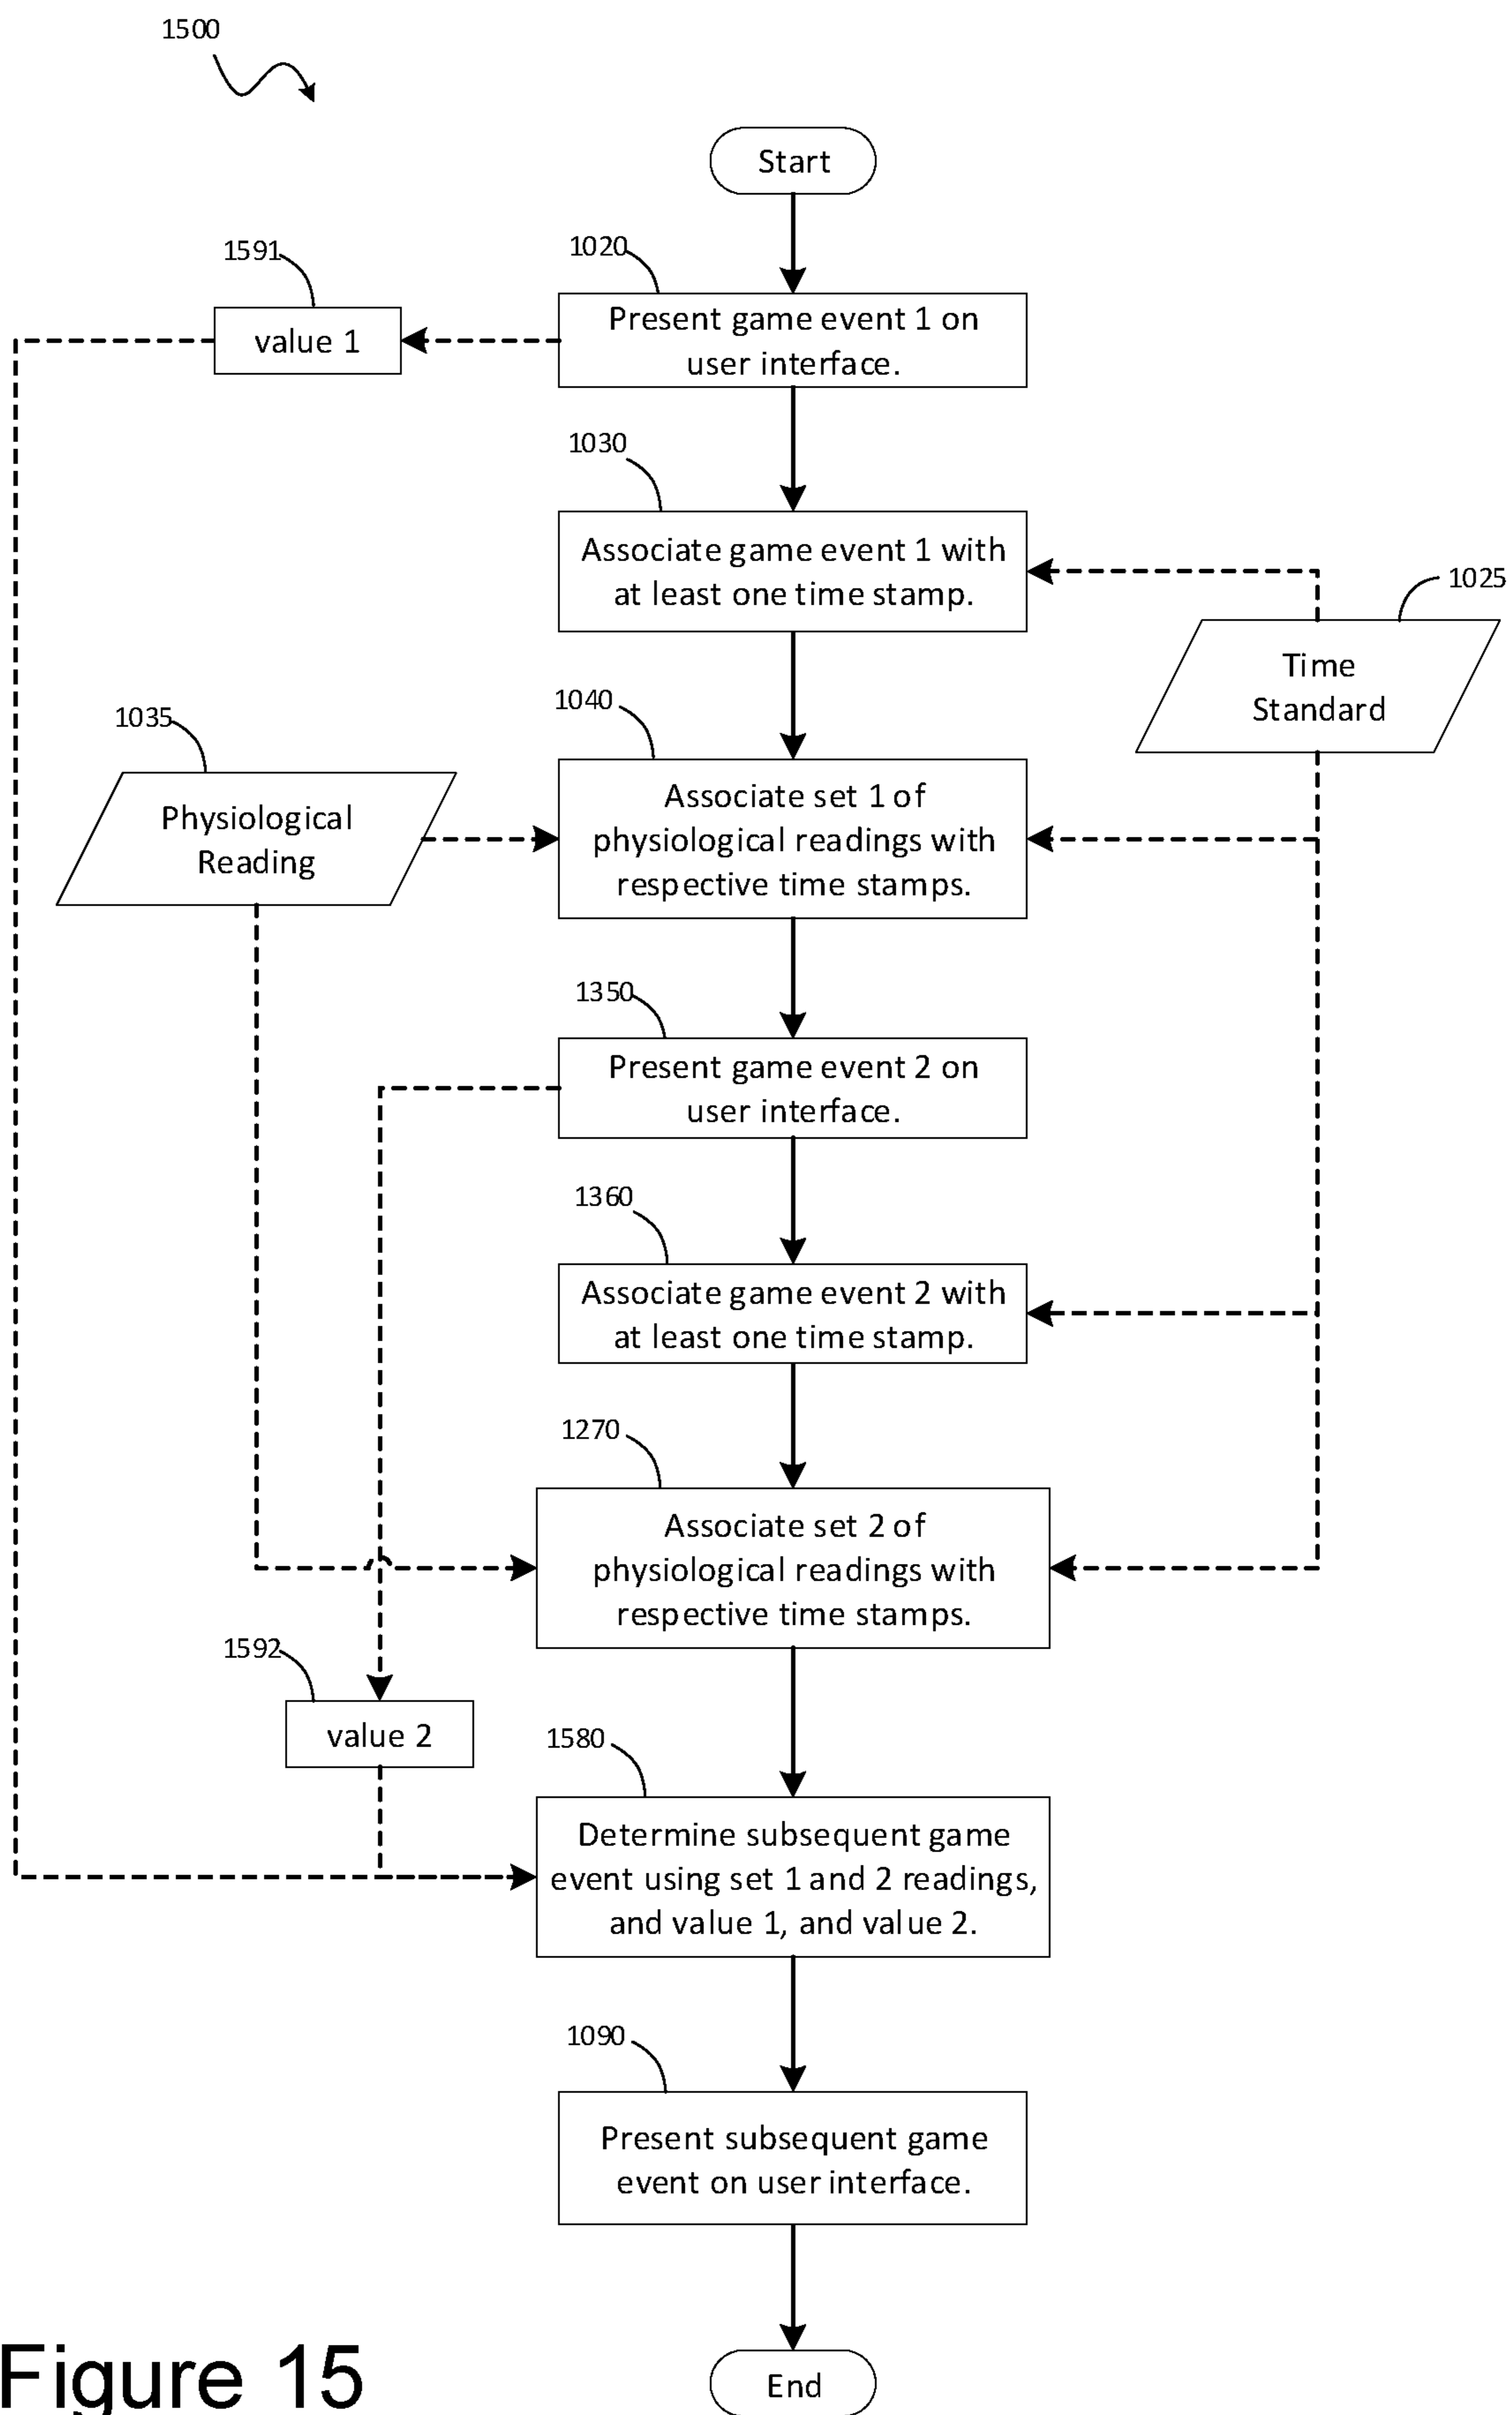 1500
Start
1591
1020
value 1
Present game event 1 on
user interface.
1030
Associate game event 1 with
at least one time stamp.
1025
Time
Standard
1035
1040
Physiological
Reading
Associate set 1 of
physiological readings with
respective time stamps.
1350
Present game event 2 on
user interface.
1360
Associate game event 2 with
at least one time stamp.
1270
Associate set 2 of
physiological readings with
respective time stamps.
1592
value 2
1580
Determine subsequent game
event using set 1 and 2 readings,
and value 1, and value 2.
1090
Present subsequent game
event on user interface.
End
Figure 15